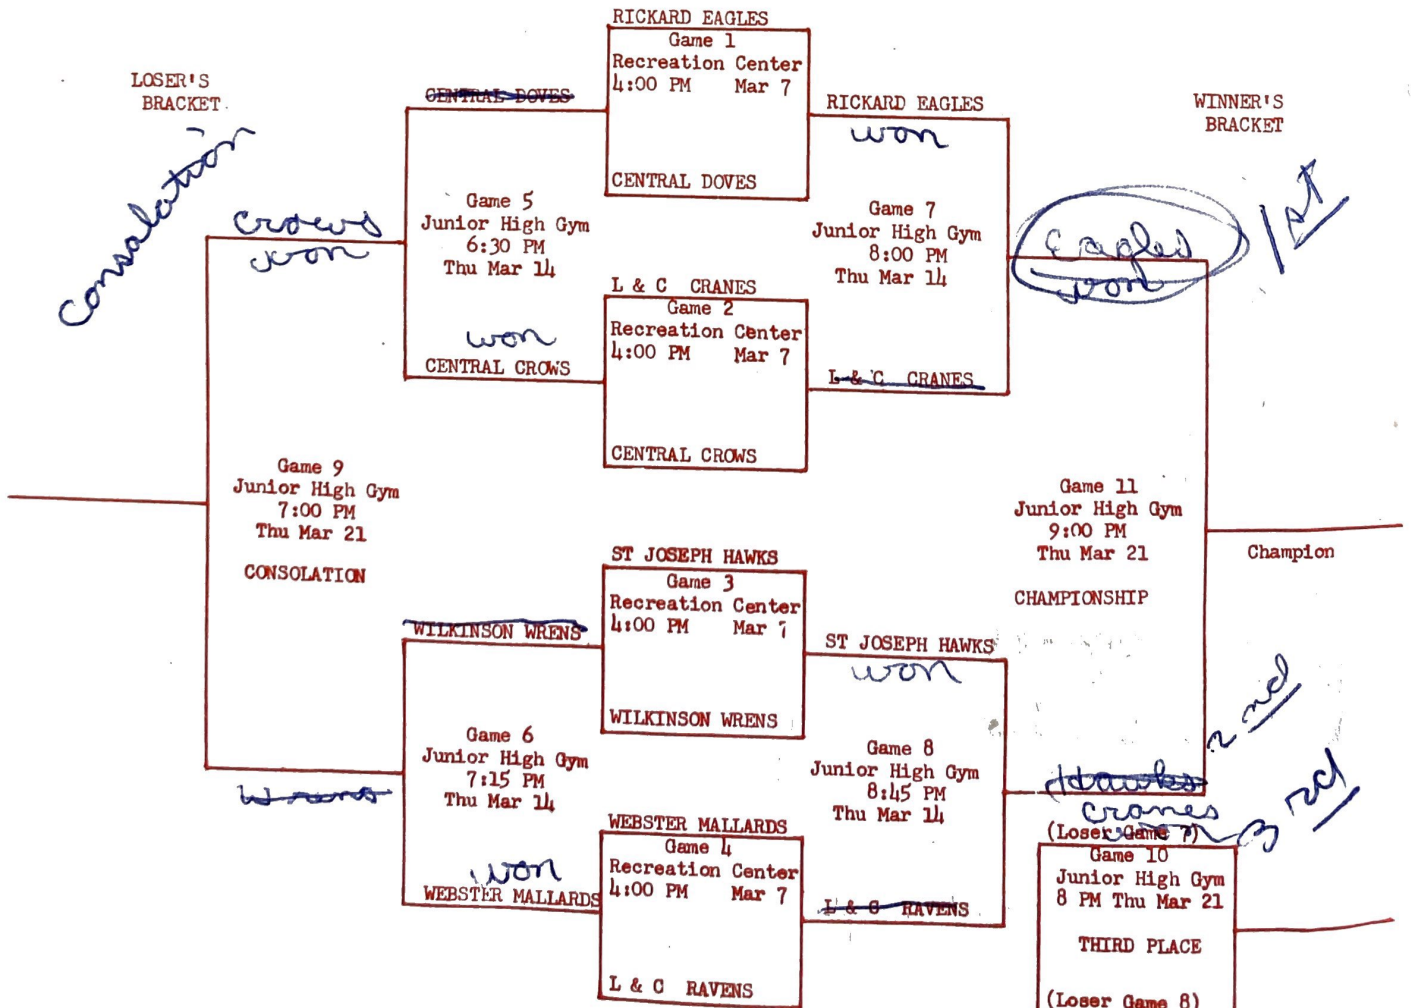 LOSER'S
BRACKET
Consalation
WINNER'S
BRACKET
RICKARD EAGLES
Game 1
Recreation Center
4:00 PM Mar 7
CENTRAL DOVES
CENTRAL DOVES
RICKARD EAGLES
won
Game 5
Junior High Gym
6:30 PM
Thu Mar 14
crows
won
Game 7
Junior High Gym
8:00 PM
Thu Mar 14
Eagles
won
1st
L & C CRANES
Game 2
Recreation Center
4:00 PM Mar 7
CENTRAL CROWS
won
CENTRAL CROWS
L & C CRANES
Game 9
Junior High Gym
7:00 PM
Thu Mar 21
CONSOLATION
Game 11
Junior High Gym
9:00 PM
Thu Mar 21
CHAMPIONSHIP
Champion
ST JOSEPH HAWKS
Game 3
Recreation Center
4:00 PM Mar 7
WILKINSON WRENS
WILKINSON WRENS
ST JOSEPH HAWKS
won
Game 6
Junior High Gym
7:15 PM
Thu Mar 14
Wrens
Game 8
Junior High Gym
8:45 PM
Thu Mar 14
Hawks
2nd
WEBSTER MALLARDS
Game 4
Recreation Center
4:00 PM Mar 7
L & C RAVENS
won
WEBSTER MALLARDS
L & C RAVENS
cranes
won
3rd
(Loser Game 7)
Game 10
Junior High Gym
8 PM Thu Mar 21
THIRD PLACE
(Loser Game 8)